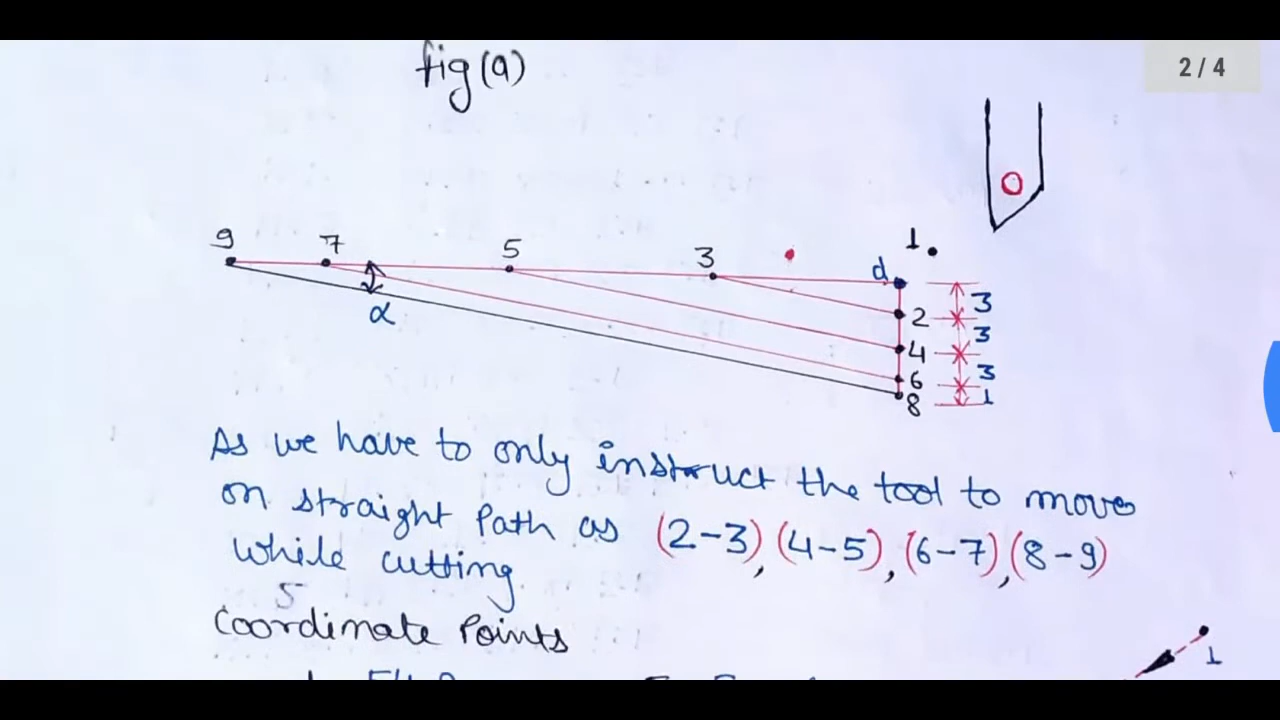 fig(a)
2 / 4
O
9
7
5
3
1
d
α
2
4
6
8
3
3
3
1
As we have to only instruct the tool to move
on straight Path as (2-3), (4-5), (6-7), (8-9)
while cutting
5
Coordinate Points
1